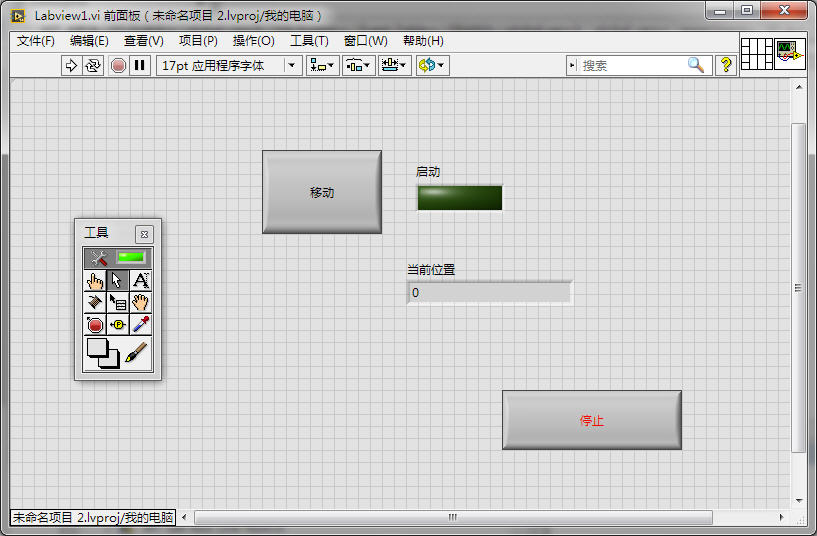 Labview1.vi 前面板（未命名项目 2.lvproj/我的电脑）
文件(F) 编辑(E) 查看(V) 项目(P) 操作(O) 工具(T) 窗口(W) 帮助(H)
17pt 应用程序字体 搜索
移动
启动
工具
当前位置
0
停止
未命名项目 2.lvproj/我的电脑